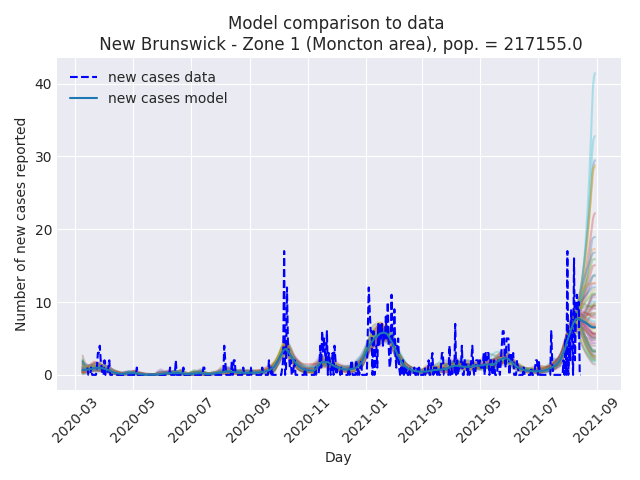 Model comparison to data
New Brunswick - Zone 1 (Moncton area), pop. = 217155.0
new cases data
new cases model
Number of new cases reported
40
30
20
10
0
2020-03
2020-05
2020-07
2020-09
2020-11
2021-01
2021-03
2021-05
2021-07
2021-09
Day